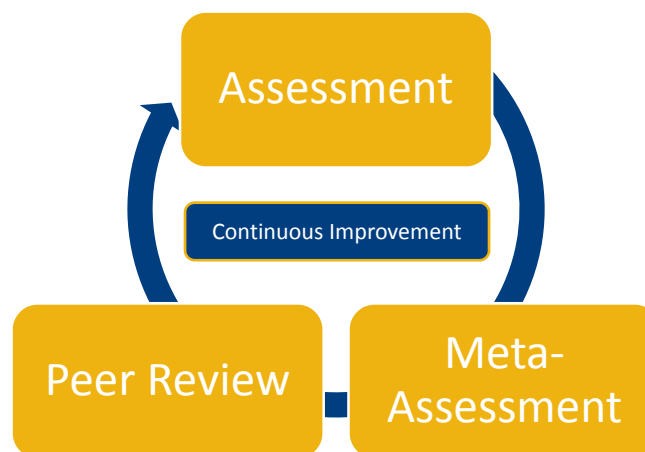 Assessment
Continuous Improvement
Peer Review
Meta-
Assessment